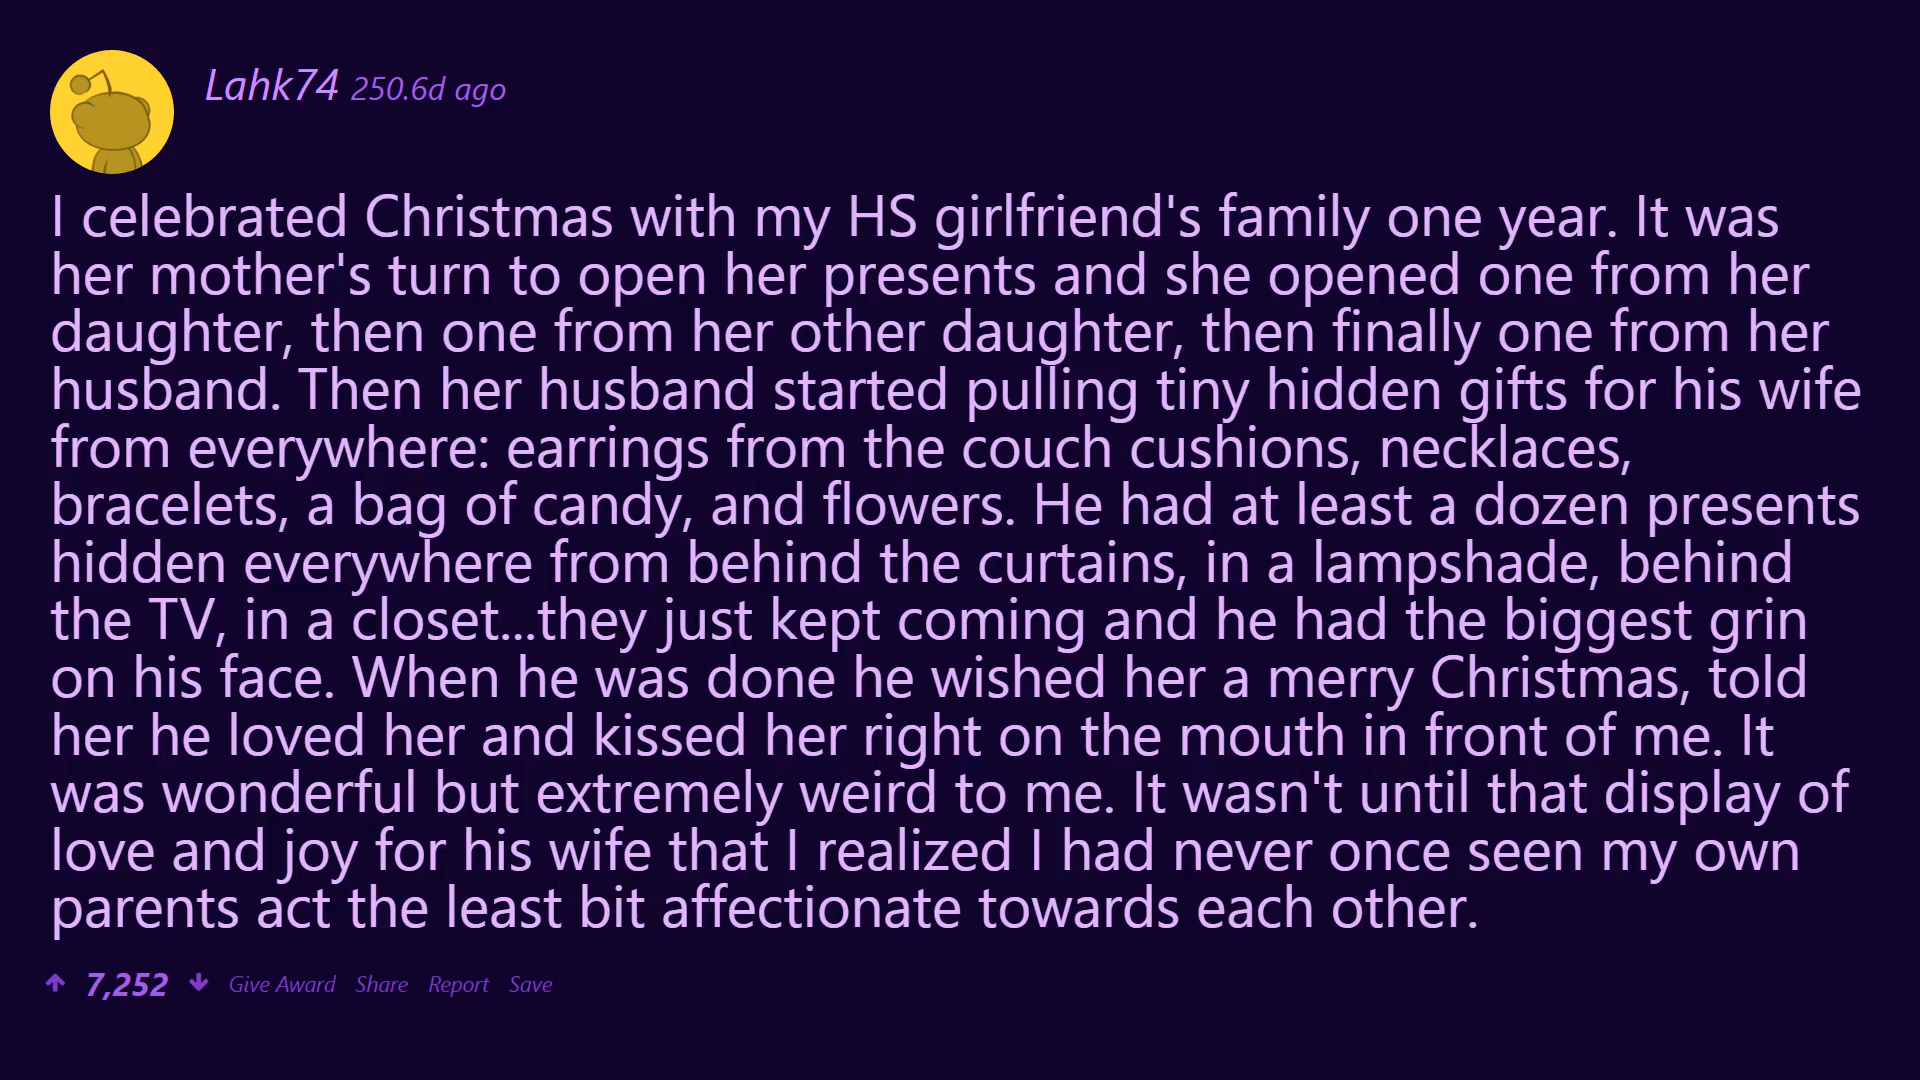 Lahk74 250.6d ago
I celebrated Christmas with my HS girlfriend's family one year. It was
her mother's turn to open her presents and she opened one from her
daughter, then one from her other daughter, then finally one from her
husband. Then her husband started pulling tiny hidden gifts for his wife
from everywhere: earrings from the couch cushions, necklaces,
bracelets, a bag of candy, and flowers. He had at least a dozen presents
hidden everywhere from behind the curtains, in a lampshade, behind
the TV, in a closet...they just kept coming and he had the biggest grin
on his face. When he was done he wished her a merry Christmas, told
her he loved her and kissed her right on the mouth in front of me. It
was wonderful but extremely weird to me. It wasn't until that display of
love and joy for his wife that I realized I had never once seen my own
parents act the least bit affectionate towards each other.
7,252 Give Award Share Report Save